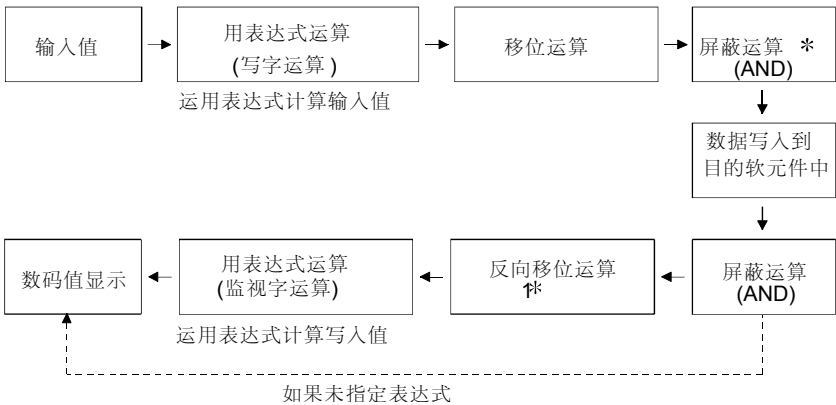 输入值
用表达式运算
(写字运算 )
移位运算
屏蔽运算 *
(AND)
运用表达式计算输入值
数据写入到
目的软元件中
数码值显示
用表达式运算
(监视字运算)
反向移位运算
1*
屏蔽运算
(AND)
运用表达式计算写入值
如果未指定表达式